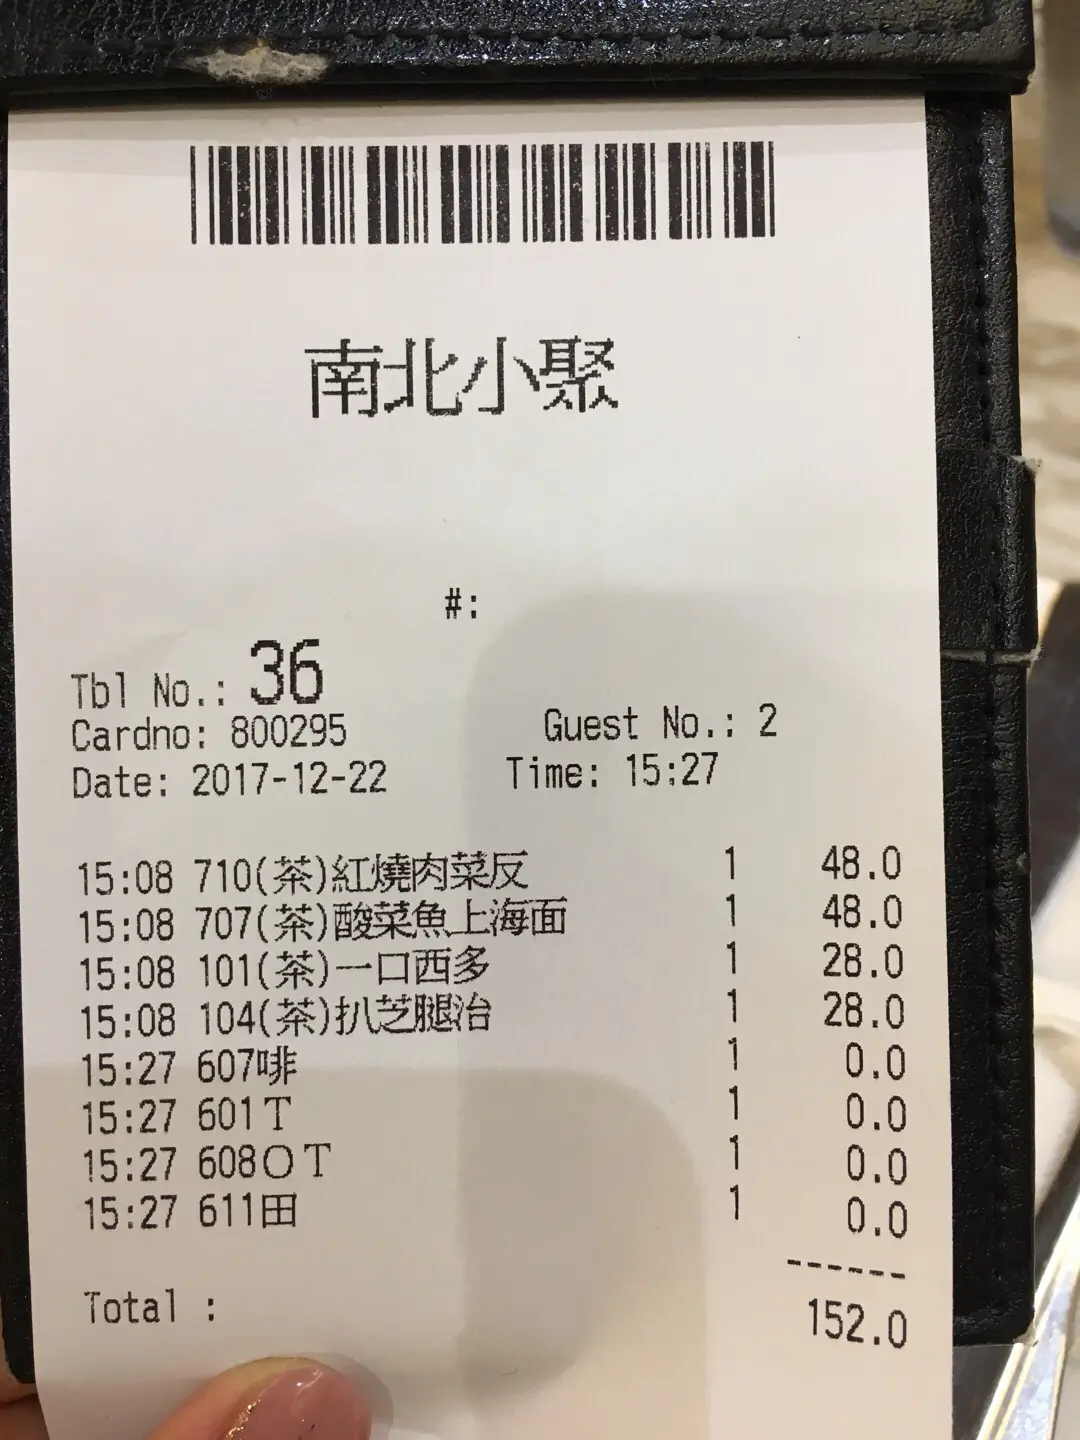 南北小聚
#:
Tbl No.: 36
Cardno: 800295 Guest No.: 2
Date: 2017-12-22 Time: 15:27
15:08 710(茶)紅燒肉菜反 1 48.0
15:08 707(茶)酸菜魚上海面 1 48.0
15:08 101(茶)一口西多 1 28.0
15:08 104(茶)扒芝腿治 1 28.0
15:27 607啡 1 0.0
15:27 601T 1 0.0
15:27 608OT 1 0.0
15:27 611田 1 0.0
------
Total : 152.0